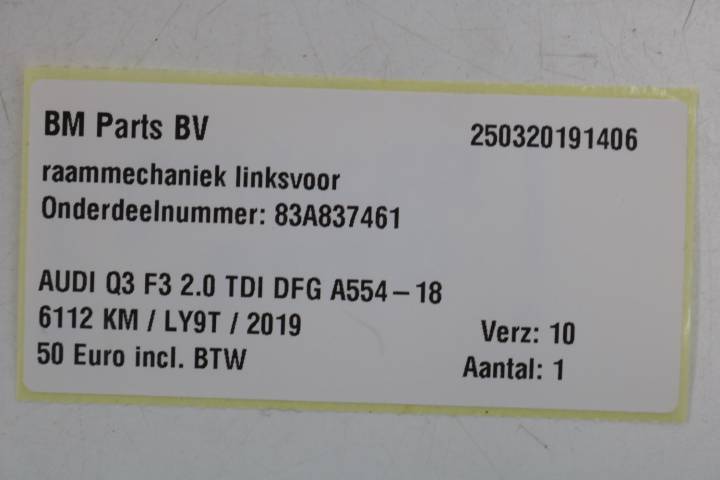 BM Parts BV 250320191406
raammechaniek linksvoor
Onderdeelnummer: 83A837461
AUDI Q3 F3 2.0 TDI DFG A554-18
6112 KM / LY9T / 2019 Verz: 10
50 Euro incl. BTW Aantal: 1